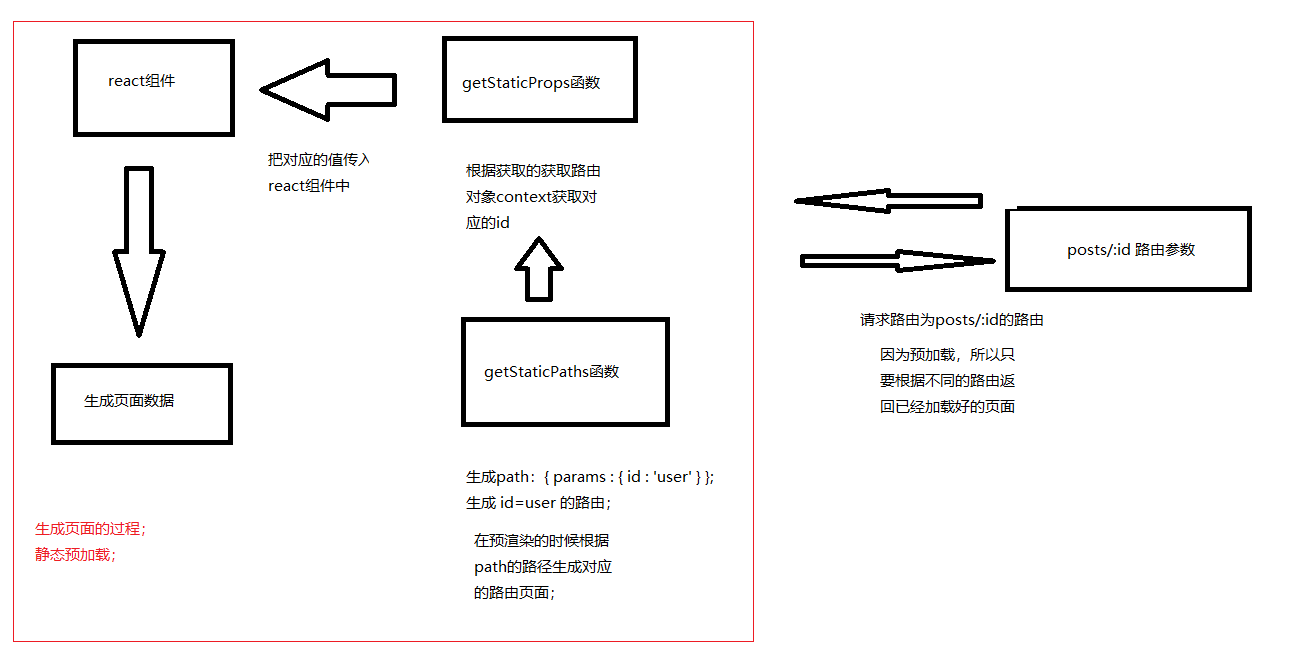 react组件
getStaticProps函数
把对应的值传入
react组件中
根据获取的获取路由
对象context获取对
应的id
posts/:id 路由参数
请求路由为posts/:id的路由
因为预加载，所以只
要根据不同的路由返
回已经加载好的页面
getStaticPaths函数
生成页面数据
生成path：{ params : { id : 'user' } };
生成 id=user 的路由；
在预渲染的时候根据
path的路径生成对应
的路由页面；
生成页面的过程；
静态预加载；